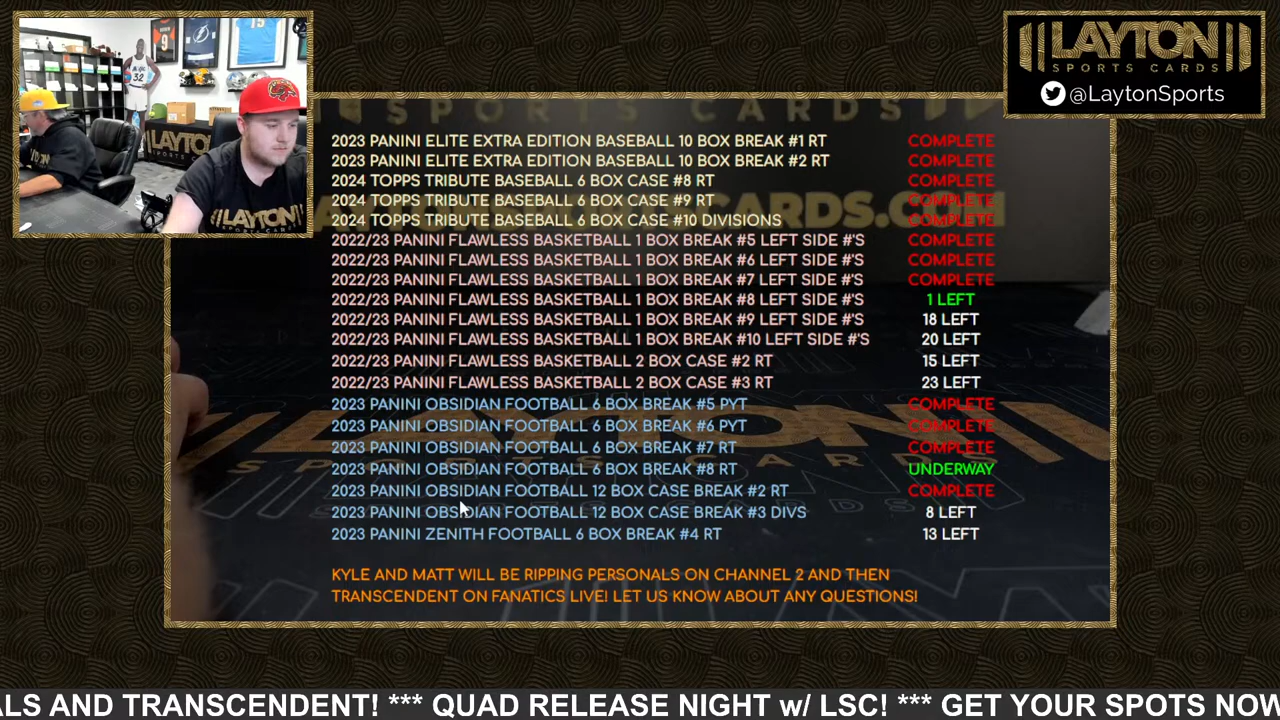 LAYTON
SPORTS CARDS
@LaytonSports
SPORTS CARDS
2023 PANINI ELITE EXTRA EDITION BASEBALL 10 BOX BREAK #1 RT COMPLETE
2023 PANINI ELITE EXTRA EDITION BASEBALL 10 BOX BREAK #2 RT COMPLETE
2024 TOPPS TRIBUTE BASEBALL 6 BOX CASE #8 RT COMPLETE
2024 TOPPS TRIBUTE BASEBALL 6 BOX CASE #9 RT COMPLETE
2024 TOPPS TRIBUTE BASEBALL 6 BOX CASE #10 DIVISIONS COMPLETE
2022/23 PANINI FLAWLESS BASKETBALL 1 BOX BREAK #5 LEFT SIDE #'S COMPLETE
2022/23 PANINI FLAWLESS BASKETBALL 1 BOX BREAK #6 LEFT SIDE #'S COMPLETE
2022/23 PANINI FLAWLESS BASKETBALL 1 BOX BREAK #7 LEFT SIDE #'S COMPLETE
2022/23 PANINI FLAWLESS BASKETBALL 1 BOX BREAK #8 LEFT SIDE #'S 1 LEFT
2022/23 PANINI FLAWLESS BASKETBALL 1 BOX BREAK #9 LEFT SIDE #'S 18 LEFT
2022/23 PANINI FLAWLESS BASKETBALL 1 BOX BREAK #10 LEFT SIDE #'S 20 LEFT
2022/23 PANINI FLAWLESS BASKETBALL 2 BOX CASE #2 RT 15 LEFT
2022/23 PANINI FLAWLESS BASKETBALL 2 BOX CASE #3 RT 23 LEFT
2023 PANINI OBSIDIAN FOOTBALL 6 BOX BREAK #5 PYT COMPLETE
2023 PANINI OBSIDIAN FOOTBALL 6 BOX BREAK #6 PYT COMPLETE
2023 PANINI OBSIDIAN FOOTBALL 6 BOX BREAK #7 RT COMPLETE
2023 PANINI OBSIDIAN FOOTBALL 6 BOX BREAK #8 RT UNDERWAY
2023 PANINI OBSIDIAN FOOTBALL 12 BOX CASE BREAK #2 RT COMPLETE
2023 PANINI OBSIDIAN FOOTBALL 12 BOX CASE BREAK #3 DIVS 8 LEFT
2023 PANINI ZENITH FOOTBALL 6 BOX BREAK #4 RT 13 LEFT
KYLE AND MATT WILL BE RIPPING PERSONALS ON CHANNEL 2 AND THEN
TRANSCENDENT ON FANATICS LIVE! LET US KNOW ABOUT ANY QUESTIONS!
ALS AND TRANSCENDENT! *** QUAD RELEASE NIGHT w/ LSC! *** GET YOUR SPOTS NOW